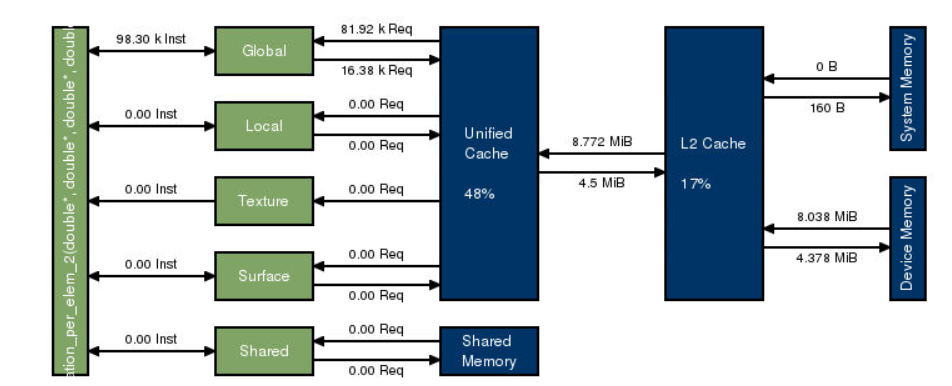 ation_per_elem_2(double*, double*, double*, doubl
98.30 k Inst
Global
81.92 k Req
16.38 k Req
0.00 Inst
Local
0.00 Req
0.00 Req
0.00 Inst
Texture
0.00 Req
0.00 Inst
Surface
0.00 Req
0.00 Req
0.00 Inst
Shared
0.00 Req
0.00 Req
Unified
Cache
48%
Shared
Memory
8.772 MiB
4.5 MiB
L2 Cache
17%
0 B
160 B
System Memory
8.038 MiB
4.378 MiB
Device Memory